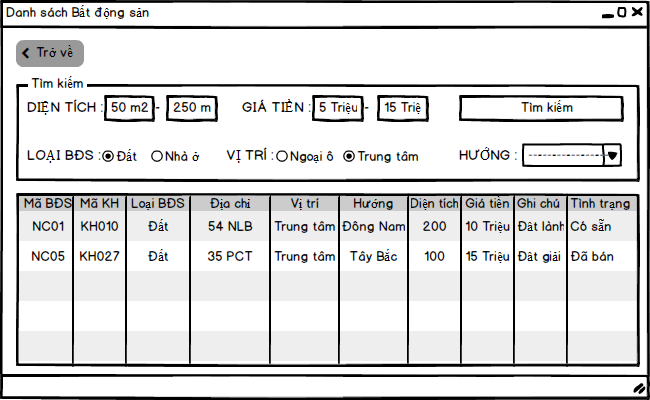 Danh sách Bất động sản
Trở về
Tìm kiếm
DIỆN TÍCH : 50 m2 - 250 m GIÁ TIỀN : 5 Triệu - 15 Triệ Tìm kiếm
LOẠI BĐS : Đất Nhà ở VỊ TRÍ : Ngoại ô Trung tâm HƯỚNG :
Mã BĐS Mã KH Loại BĐS Địa chỉ Vị trí Hướng Diện tích Giá tiền Ghi chú Tình trạng
NC01 KH010 Đất 54 NLB Trung tâm Đông Nam 200 10 Triệu Đất lành Có sẵn
NC05 KH027 Đất 35 PCT Trung tâm Tây Bắc 100 15 Triệu Đất giải Đã bán